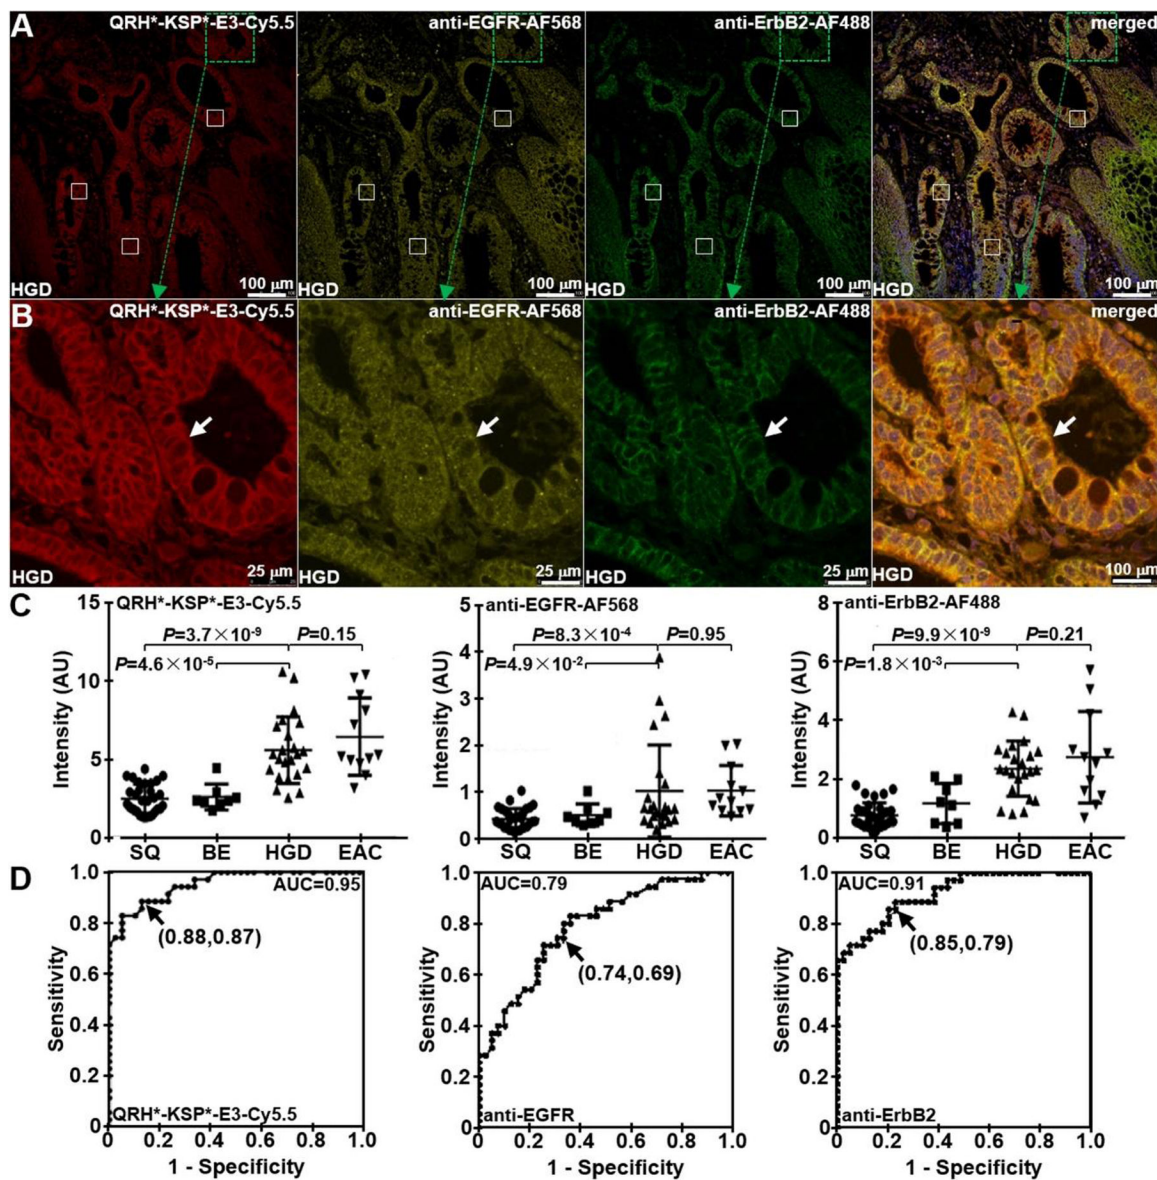 A QRH*-KSP*-E3-Cy5.5 anti-EGFR-AF568 anti-ErbB2-AF488 merged
HGD 100 μm HGD 100 μm HGD 100 μm HGD 100 μm
B QRH*-KSP*-E3-Cy5.5 anti-EGFR-AF568 anti-ErbB2-AF488 merged
HGD 25 μm HGD 25 μm HGD 25 μm HGD 100 μm
C
QRH*-KSP*-E3-Cy5.5
P=3.7×10-9 P=0.15
P=4.6×10-5
Intensity (AU)
15
10
5
0
SQ BE HGD EAC
anti-EGFR-AF568
P=8.3×10-4 P=0.95
P=4.9×10-2
Intensity (AU)
5
4
3
2
1
0
SQ BE HGD EAC
anti-ErbB2-AF488
P=9.9×10-9 P=0.21
P=1.8×10-3
Intensity (AU)
8
6
4
2
0
SQ BE HGD EAC
D
AUC=0.95
(0.88,0.87)
Sensitivity
1.0
0.8
0.6
0.4
0.2
0
QRH*-KSP*-E3-Cy5.5
0 0.2 0.4 0.6 0.8 1.0
1 - Specificity
AUC=0.79
(0.74,0.69)
Sensitivity
1.0
0.8
0.6
0.4
0.2
0
anti-EGFR
0 0.2 0.4 0.6 0.8 1.0
1 - Specificity
AUC=0.91
(0.85,0.79)
Sensitivity
1.0
0.8
0.6
0.4
0.2
0
anti-ErbB2
0 0.2 0.4 0.6 0.8 1.0
1 - Specificity